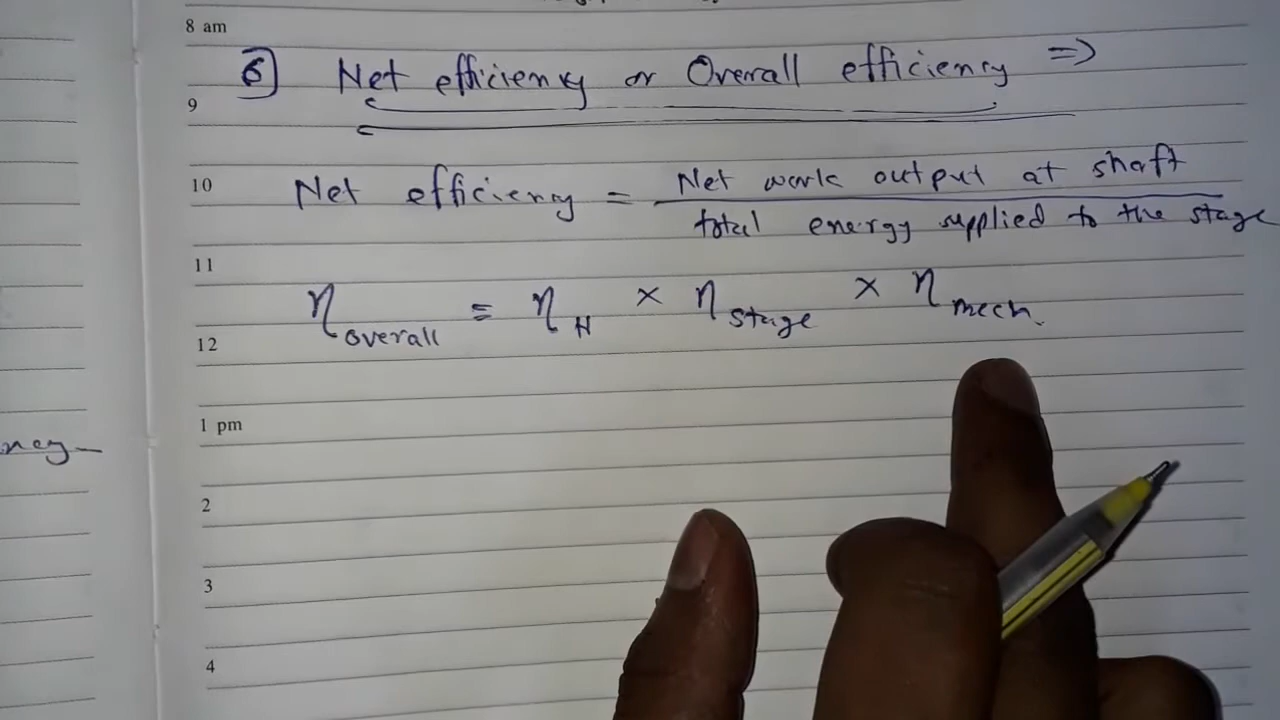 8 am
6 Net efficiency or Overall efficiency ⇒
9
10 Net efficiency = Net work output at shaft
total energy supplied to the stage
11
η overall = η H × η stage × η mech.
12
1 pm
ney
2
3
4